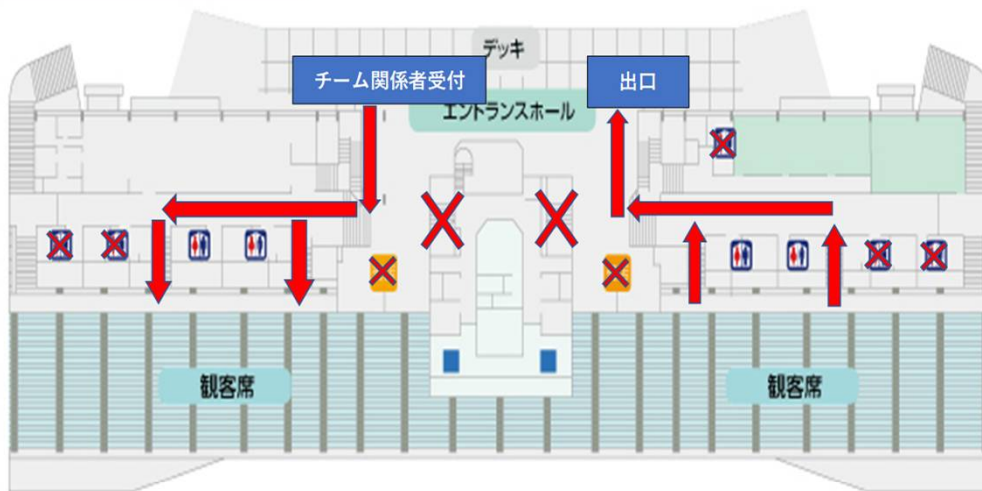 デッキ
チーム関係者受付
出口
エントランスホール
観客席
観客席